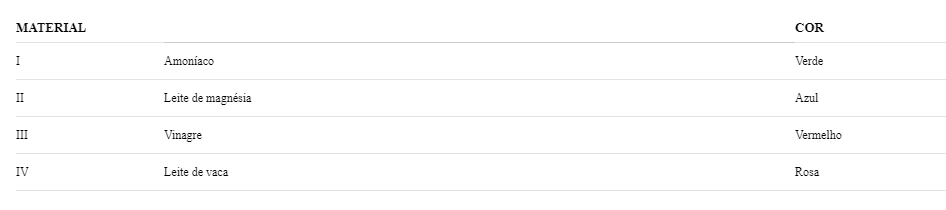 MATERIAL COR
I Amoníaco Verde
II Leite de magnésia Azul
III Vinagre Vermelho
IV Leite de vaca Rosa